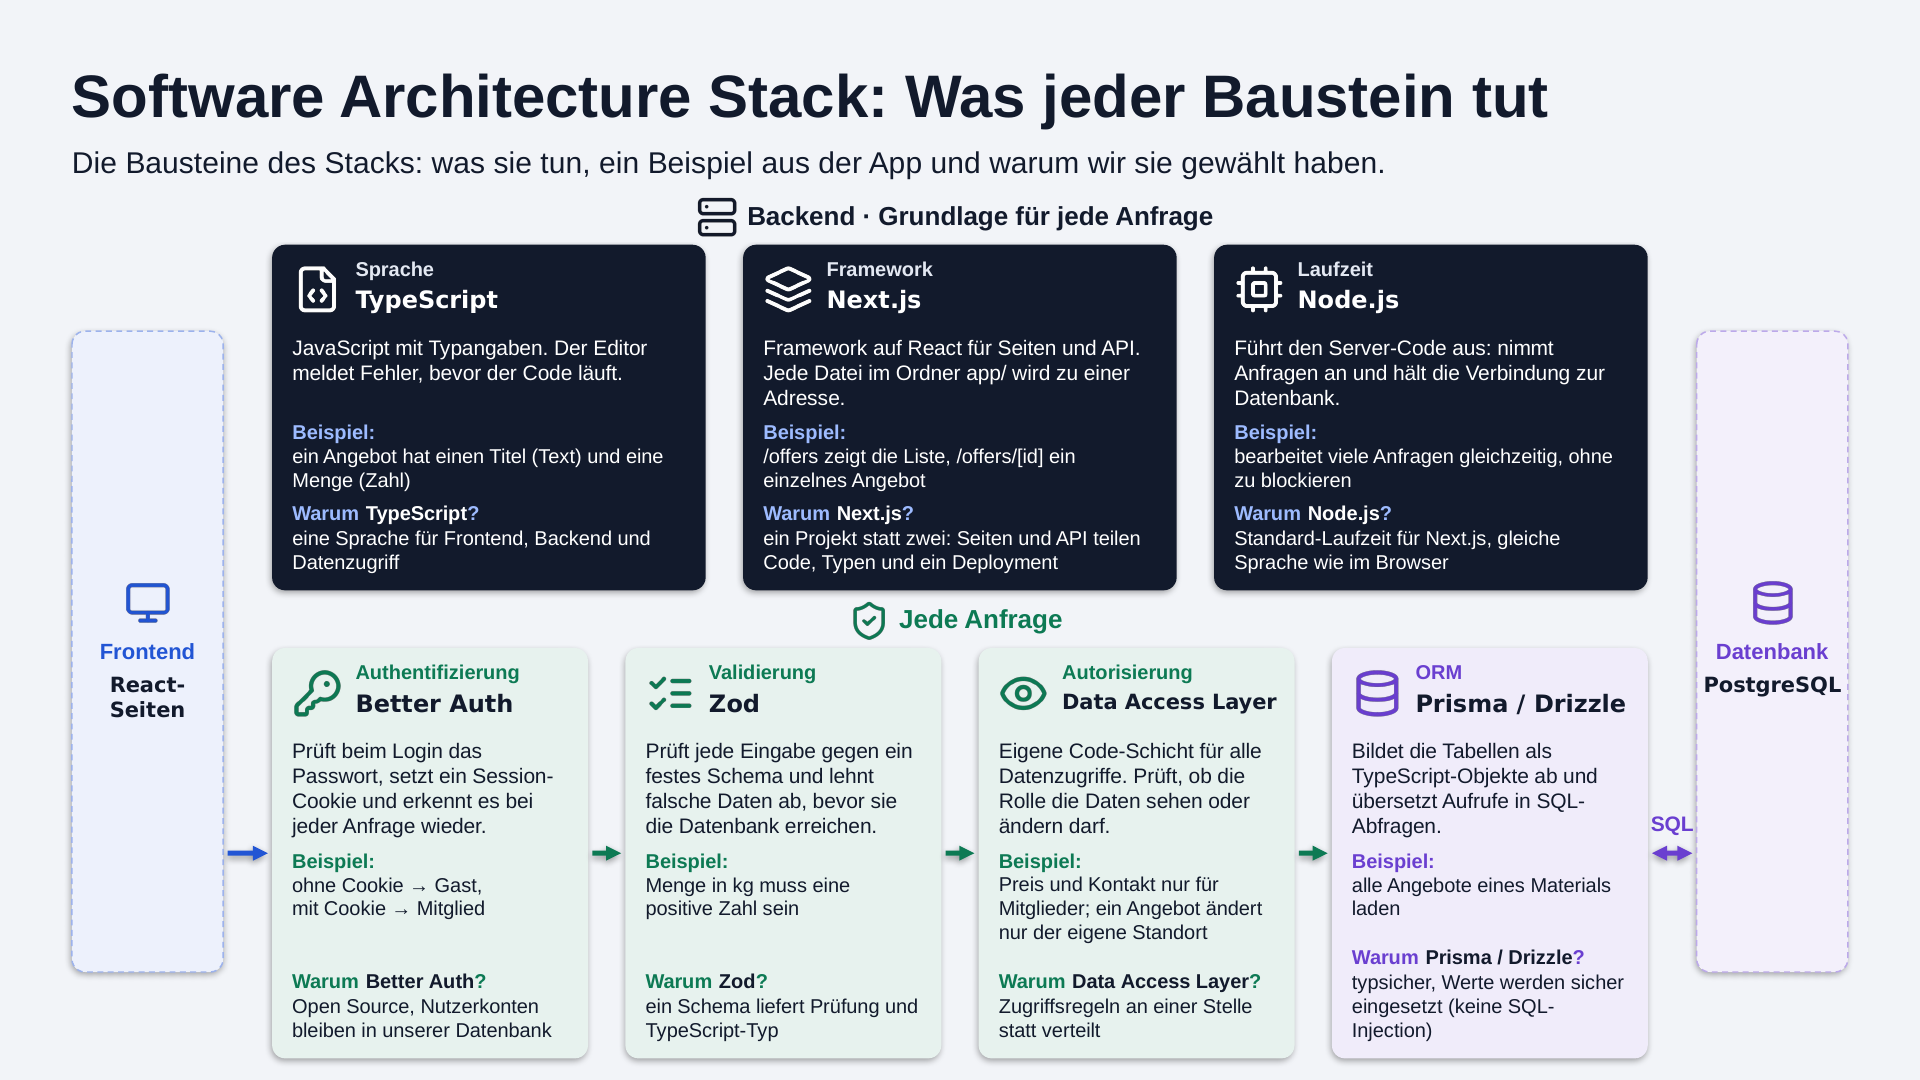 Software Architecture Stack: Was jeder Baustein tut
Die Bausteine des Stacks: was sie tun, ein Beispiel aus der App und warum wir sie gewählt haben.
Backend · Grundlage für jede Anfrage
Sprache
TypeScript
JavaScript mit Typangaben. Der Editor
meldet Fehler, bevor der Code läuft.
Beispiel:
ein Angebot hat einen Titel (Text) und eine
Menge (Zahl)
Warum TypeScript?
eine Sprache für Frontend, Backend und
Datenzugriff
Framework
Next.js
Framework auf React für Seiten und API.
Jede Datei im Ordner app/ wird zu einer
Adresse.
Beispiel:
/offers zeigt die Liste, /offers/[id] ein
einzelnes Angebot
Warum Next.js?
ein Projekt statt zwei: Seiten und API teilen
Code, Typen und ein Deployment
Laufzeit
Node.js
Führt den Server-Code aus: nimmt
Anfragen an und hält die Verbindung zur
Datenbank.
Beispiel:
bearbeitet viele Anfragen gleichzeitig, ohne
zu blockieren
Warum Node.js?
Standard-Laufzeit für Next.js, gleiche
Sprache wie im Browser
Frontend
React-
Seiten
Jede Anfrage
Authentifizierung
Better Auth
Prüft beim Login das
Passwort, setzt ein Session-
Cookie und erkennt es bei
jeder Anfrage wieder.
Beispiel:
ohne Cookie → Gast,
mit Cookie → Mitglied
Warum Better Auth?
Open Source, Nutzerkonten
bleiben in unserer Datenbank
Validierung
Zod
Prüft jede Eingabe gegen ein
festes Schema und lehnt
falsche Daten ab, bevor sie
die Datenbank erreichen.
Beispiel:
Menge in kg muss eine
positive Zahl sein
Warum Zod?
ein Schema liefert Prüfung und
TypeScript-Typ
Autorisierung
Data Access Layer
Eigene Code-Schicht für alle
Datenzugriffe. Prüft, ob die
Rolle die Daten sehen oder
ändern darf.
Beispiel:
Preis und Kontakt nur für
Mitglieder; ein Angebot ändert
nur der eigene Standort
Warum Data Access Layer?
Zugriffsregeln an einer Stelle
statt verteilt
ORM
Prisma / Drizzle
Bildet die Tabellen als
TypeScript-Objekte ab und
übersetzt Aufrufe in SQL-
Abfragen.
Beispiel:
alle Angebote eines Materials
laden
Warum Prisma / Drizzle?
typsicher, Werte werden sicher
eingesetzt (keine SQL-
Injection)
SQL
Datenbank
PostgreSQL